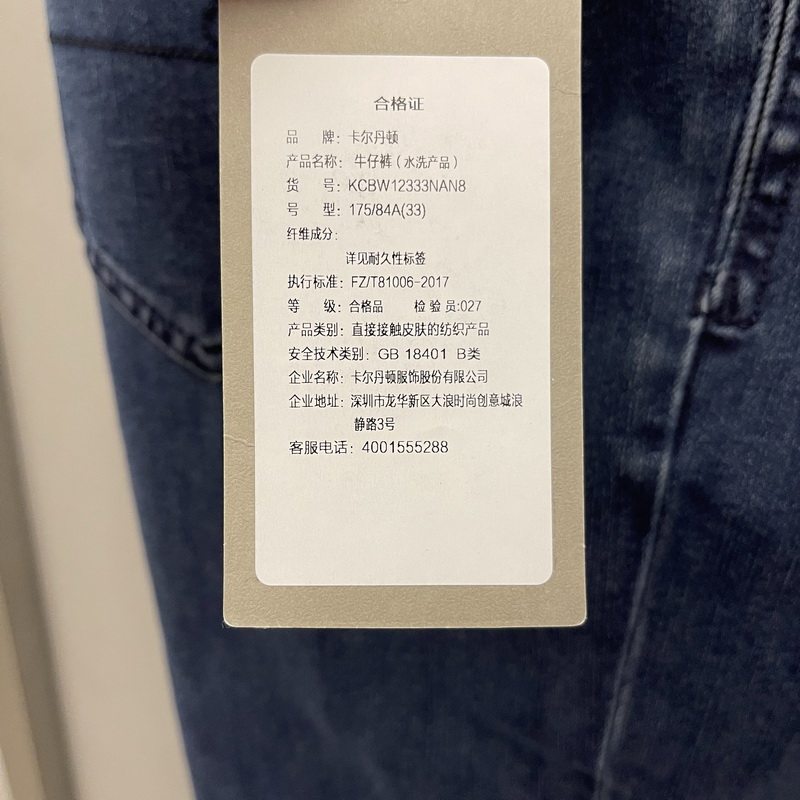 合格证
品 牌：卡尔丹顿
产品名称： 牛仔裤（水洗产品）
货 号：KCBW12333NAN8
号 型：175/84A(33)
纤维成分：
详见耐久性标签
执行标准：FZ/T81006-2017
等 级：合格品 检验员:027
产品类别：直接接触皮肤的纺织产品
安全技术类别：GB 18401 B类
企业名称：卡尔丹顿服饰股份有限公司
企业地址：深圳市龙华新区大浪时尚创意城浪
静路3号
客服电话：4001555288